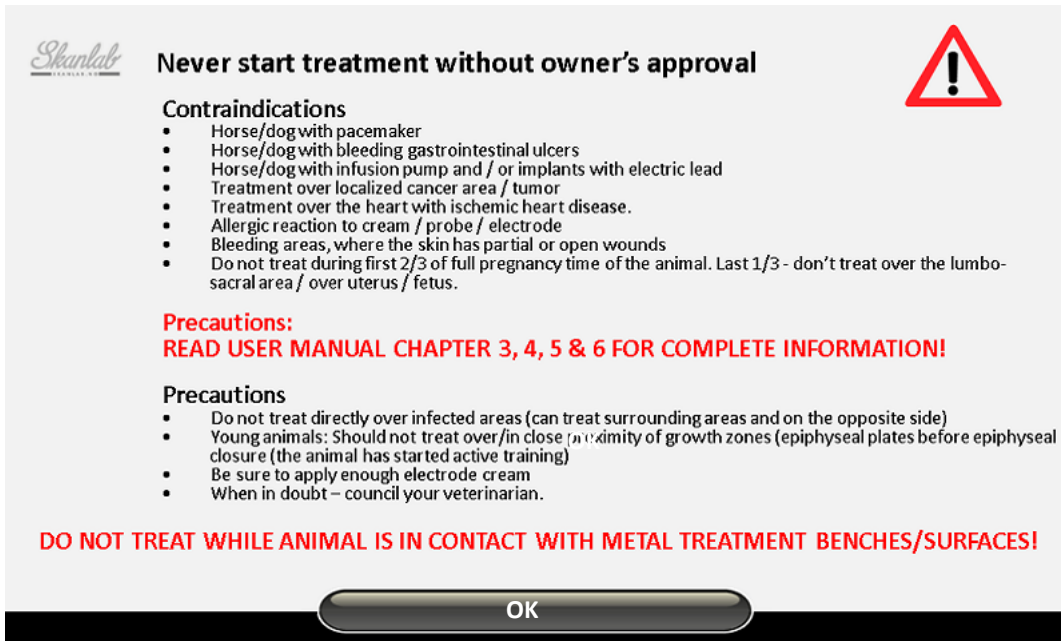 Skanlab
SKANLAB.NO
Never start treatment without owner's approval
Contraindications
• Horse/dog with pacemaker
• Horse/dog with bleeding gastrointestinal ulcers
• Horse/dog with infusion pump and / or implants with electric lead
• Treatment over localized cancer area / tumor
• Treatment over the heart with ischemic heart disease.
• Allergic reaction to cream / probe / electrode
• Bleeding areas, where the skin has partial or open wounds
• Do not treat during first 2/3 of full pregnancy time of the animal. Last 1/3 - don't treat over the lumbo-
sacral area / over uterus / fetus.
Precautions:
READ USER MANUAL CHAPTER 3, 4, 5 & 6 FOR COMPLETE INFORMATION!
Precautions
• Do not treat directly over infected areas (can treat surrounding areas and on the opposite side)
• Young animals: Should not treat over/in close proximity of growth zones (epiphyseal plates before epiphyseal
closure (the animal has started active training)
• Be sure to apply enough electrode cream
• When in doubt – council your veterinarian.
DO NOT TREAT WHILE ANIMAL IS IN CONTACT WITH METAL TREATMENT BENCHES/SURFACES!
OK